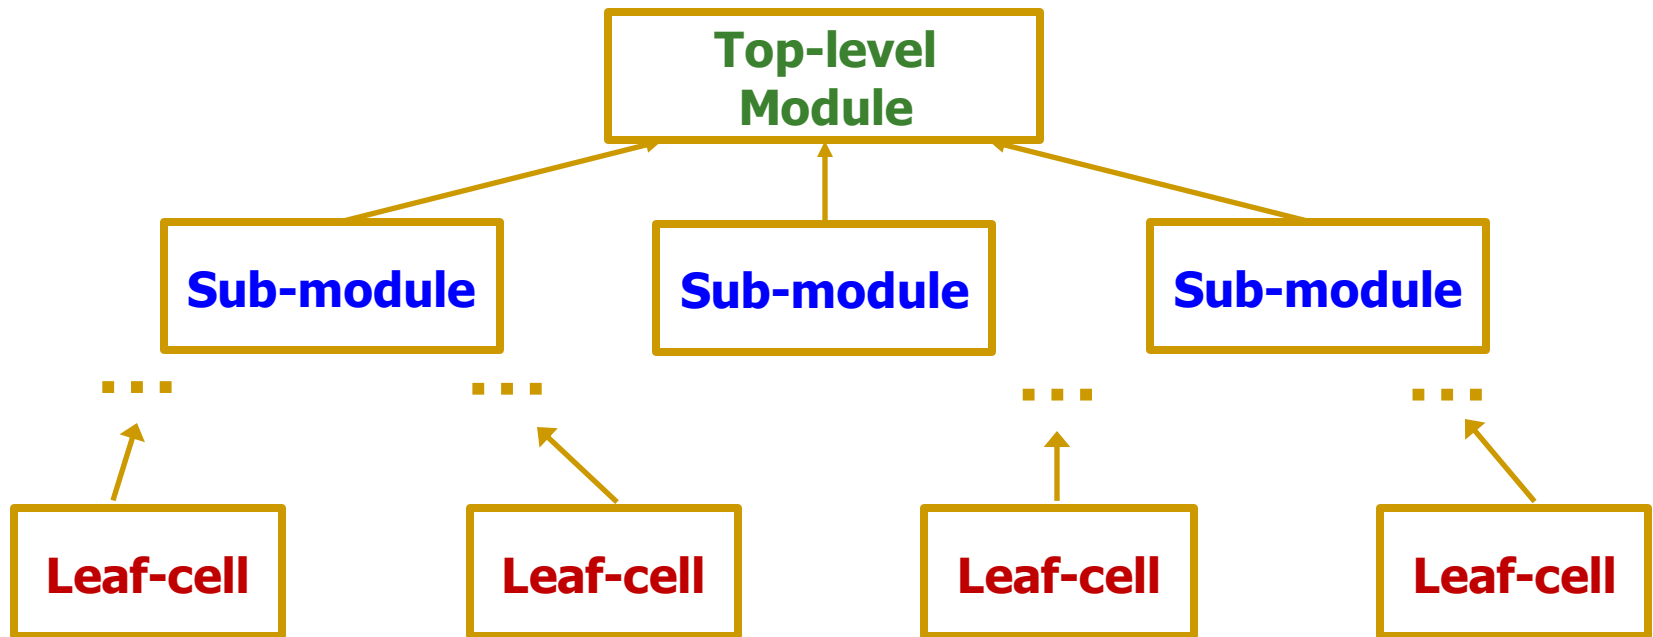 Top-level
Module
Sub-module
Sub-module
Sub-module
...
...
...
...
Leaf-cell
Leaf-cell
Leaf-cell
Leaf-cell